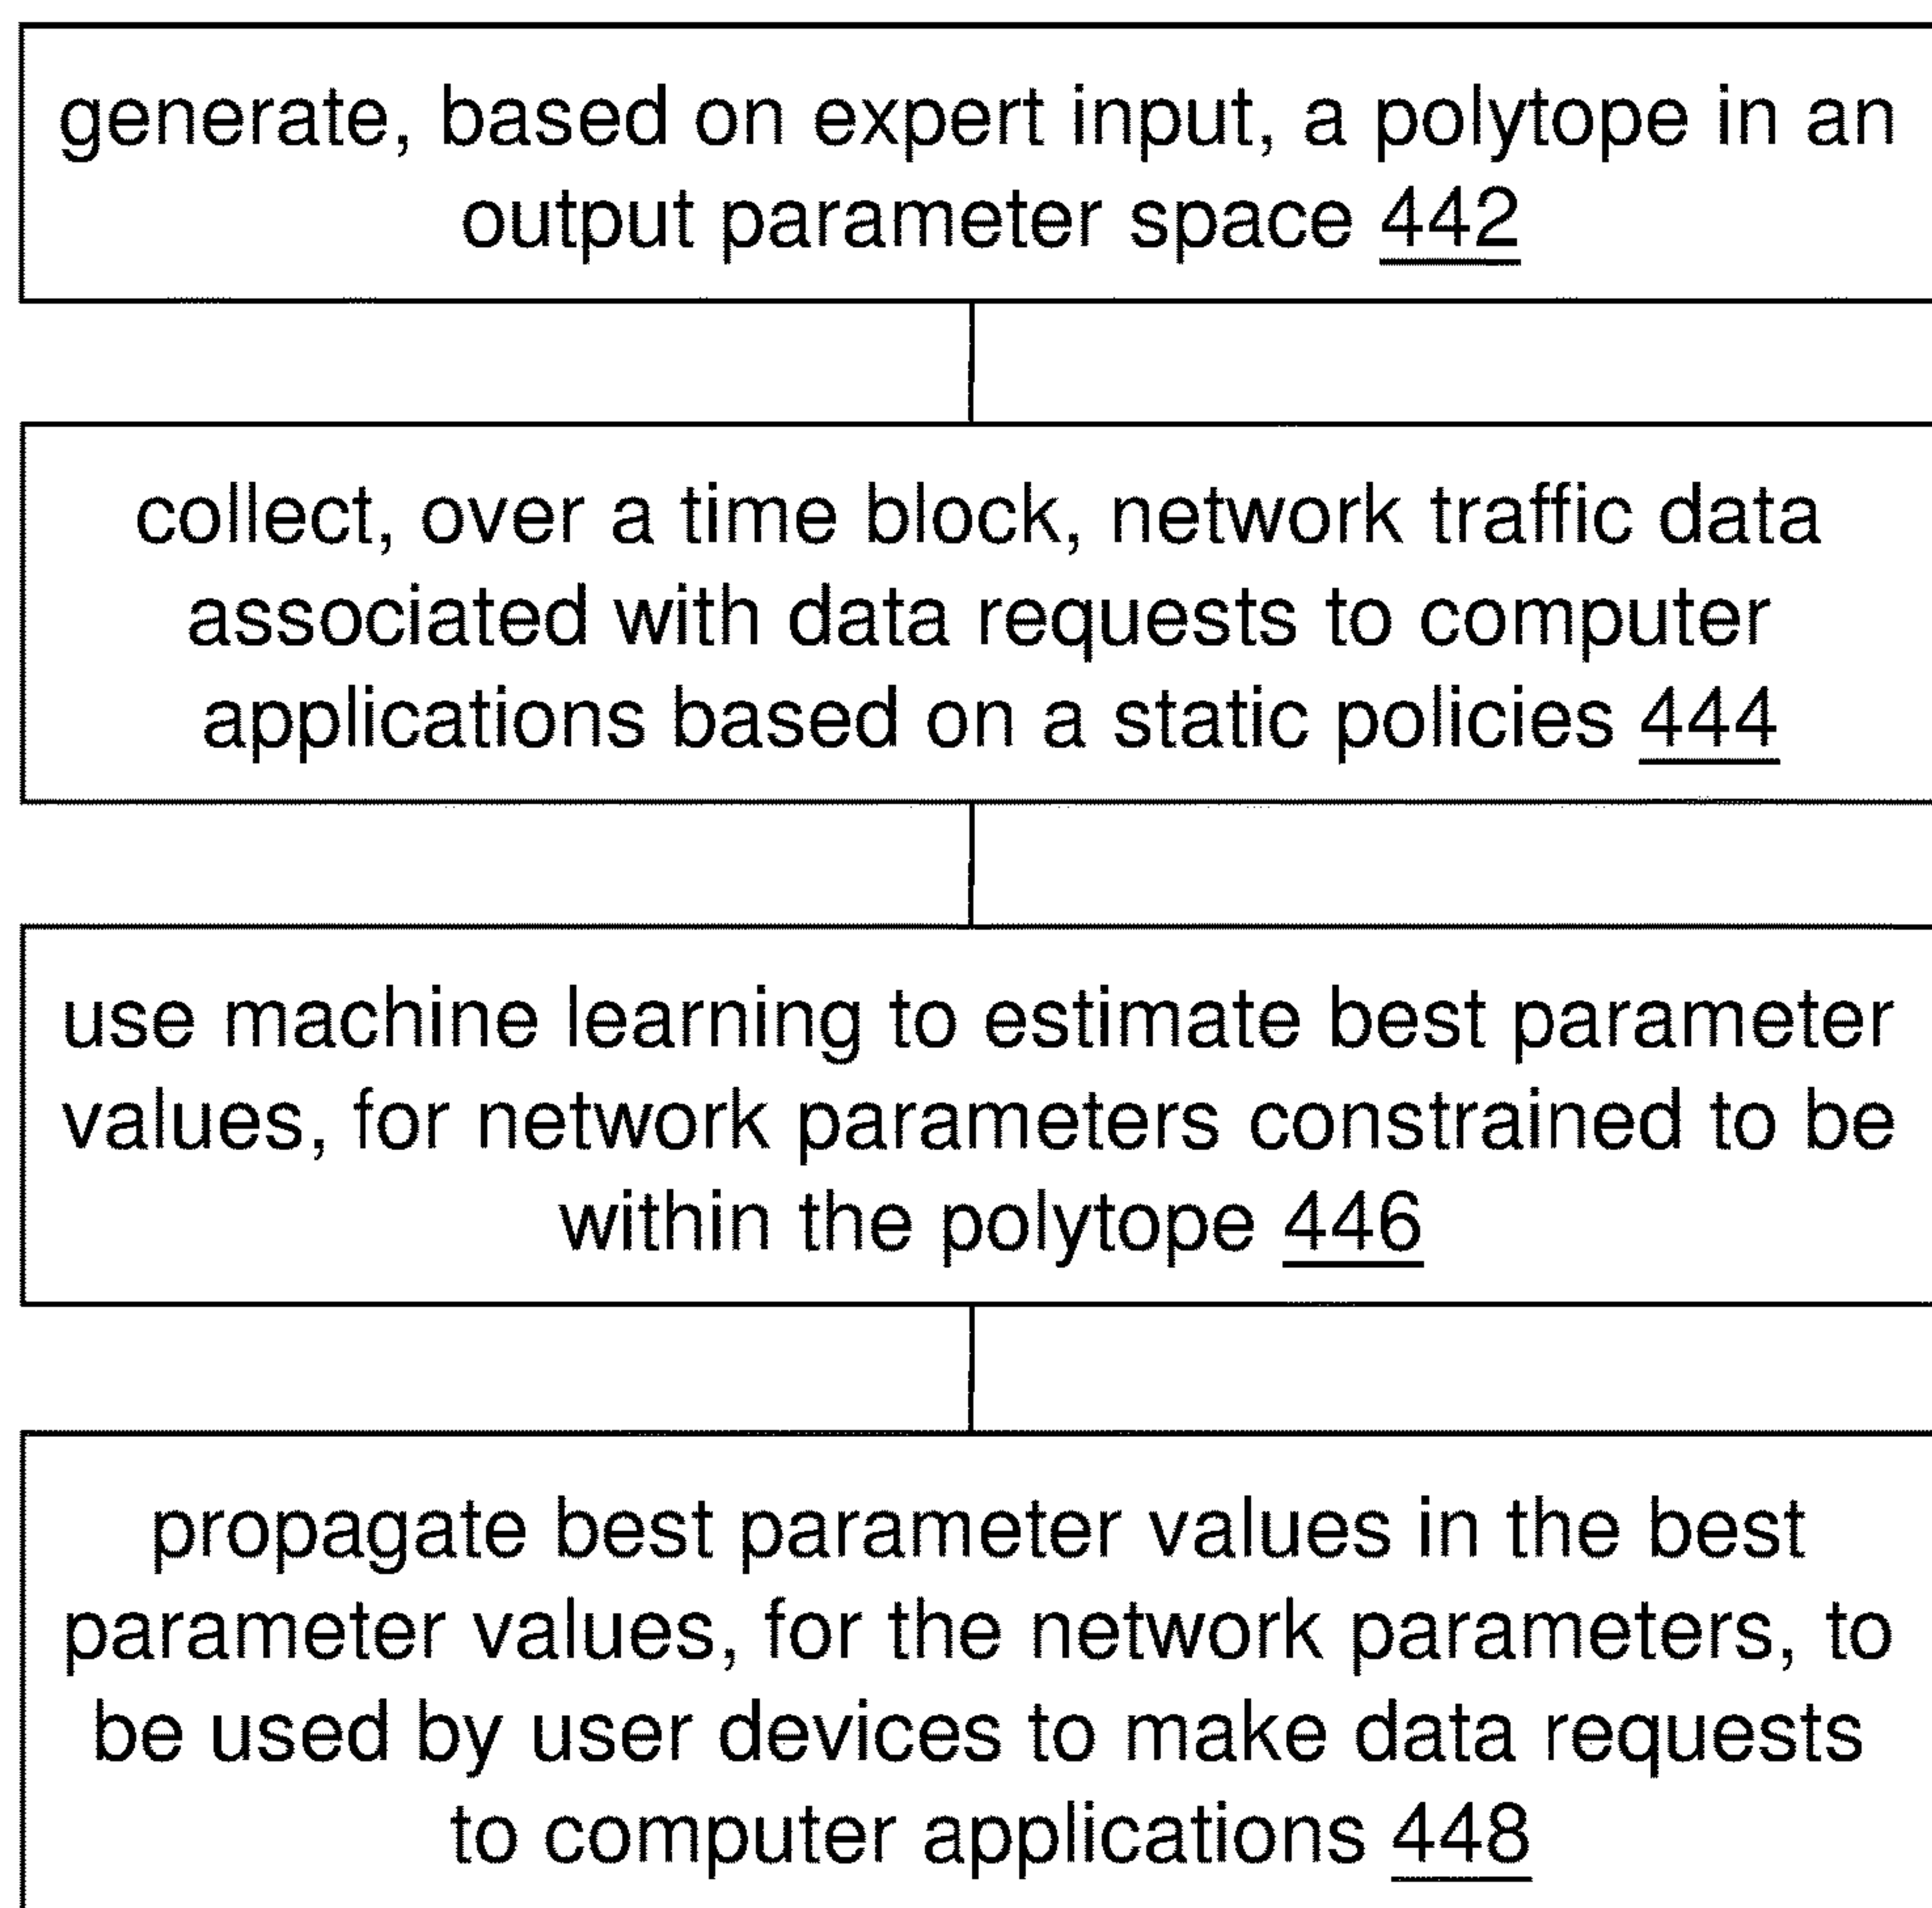 generate, based on expert input, a polytope in an
output parameter space 442
collect, over a time block, network traffic data
associated with data requests to computer
applications based on a static policies 444
use machine learning to estimate best parameter
values, for network parameters constrained to be
within the polytope 446
propagate best parameter values in the best
parameter values, for the network parameters, to
be used by user devices to make data requests
to computer applications 448